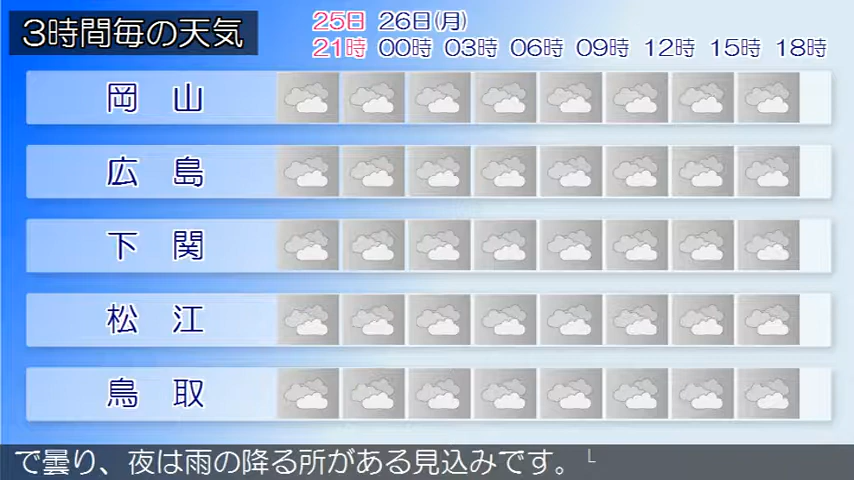 3時間毎の天気
25日 26日(月)
21時 00時 03時 06時 09時 12時 15時 18時
岡 山
広 島
下 関
松 江
鳥 取
で曇り、夜は雨の降る所がある見込みです。└